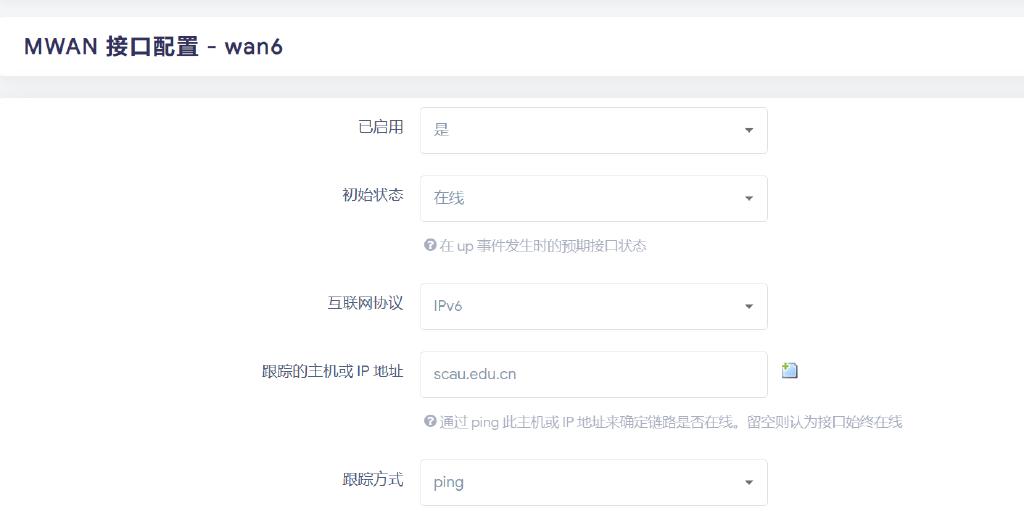 MWAN 接口配置 - wan6
已启用 是
初始状态 在线
在 up 事件发生时的预期接口状态
互联网协议 IPv6
跟踪的主机或 IP 地址 scau.edu.cn
通过 ping 此主机或 IP 地址来确定链路是否在线。留空则认为接口始终在线
跟踪方式 ping